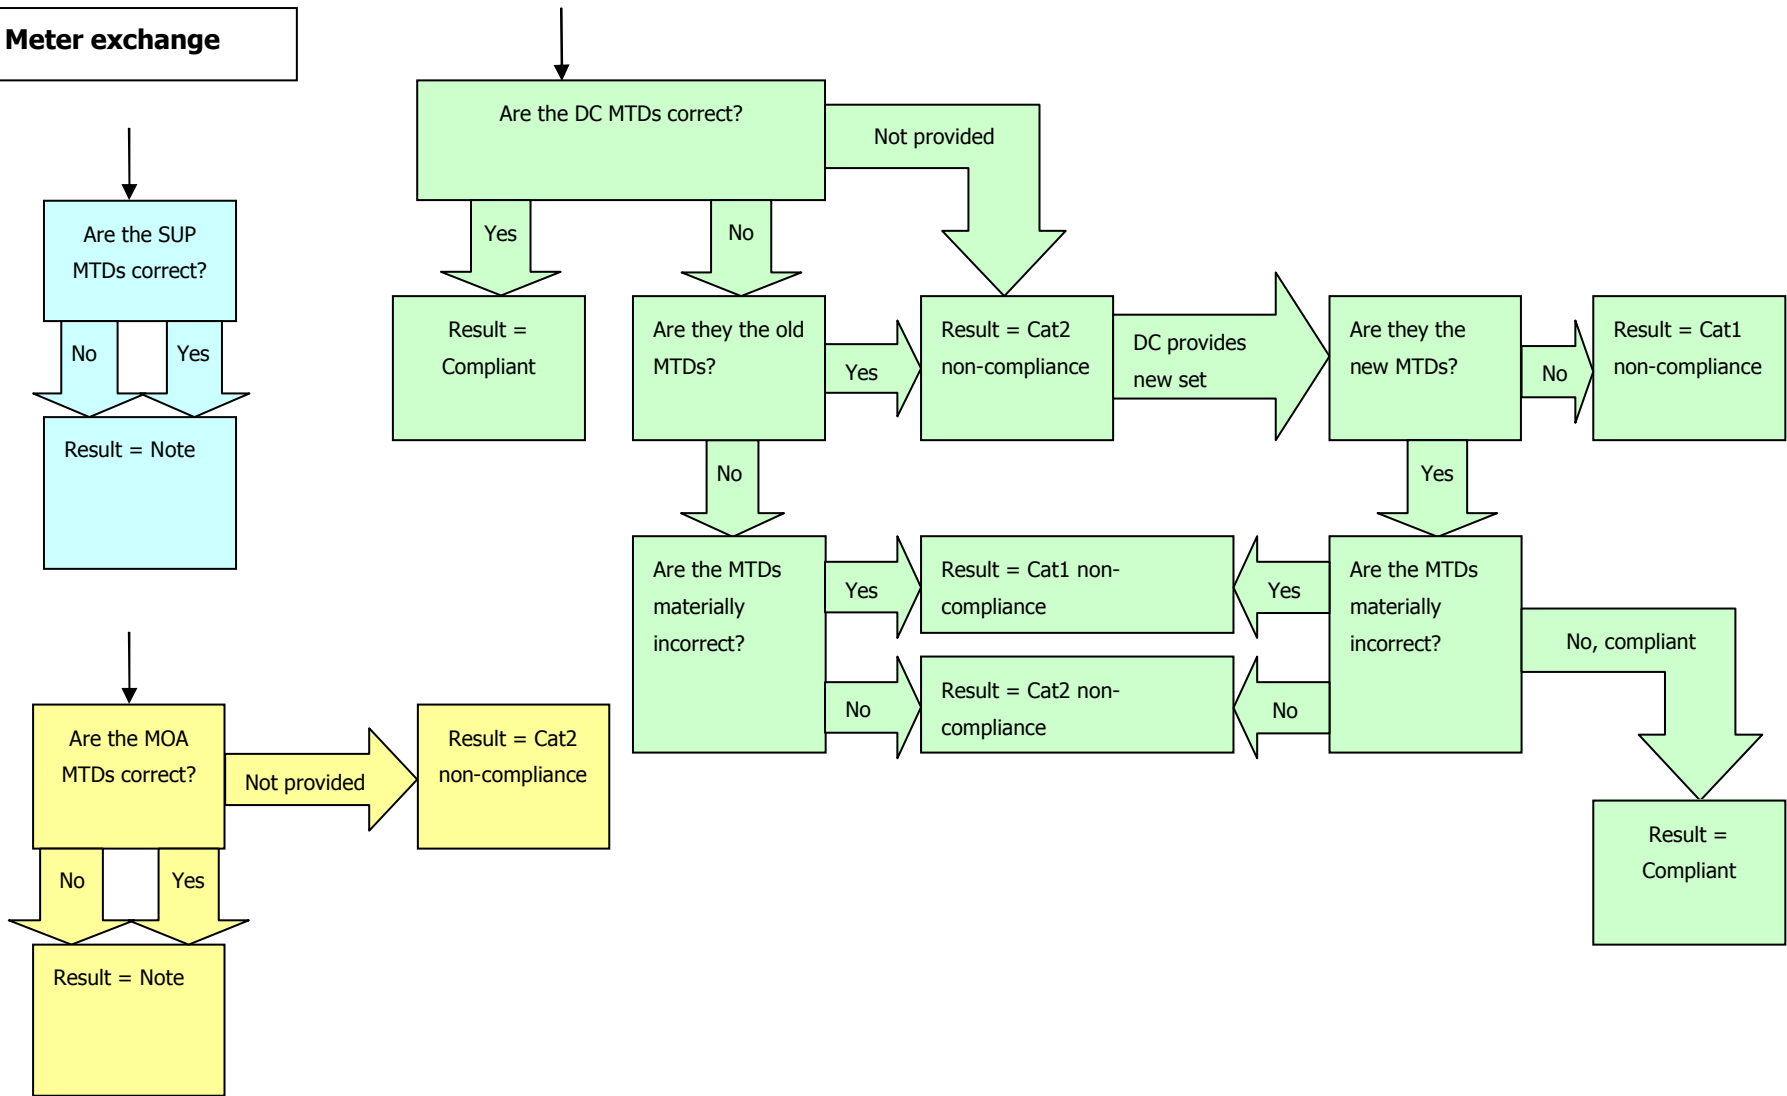 Meter exchange
Are the SUP
MTDs correct?
No
Yes
Result = Note
Are the MOA
MTDs correct?
Not provided
Result = Cat2
non-compliance
No
Yes
Result = Note
Are the DC MTDs correct?
Not provided
Yes
No
Result =
Compliant
Are they the old
MTDs?
Yes
Result = Cat2
non-compliance
DC provides
new set
Are they the
new MTDs?
No
Result = Cat1
non-compliance
No
Yes
Are the MTDs
materially
incorrect?
Yes
Result = Cat1 non-
compliance
Yes
Are the MTDs
materially
incorrect?
No, compliant
No
Result = Cat2 non-
compliance
No
Result =
Compliant